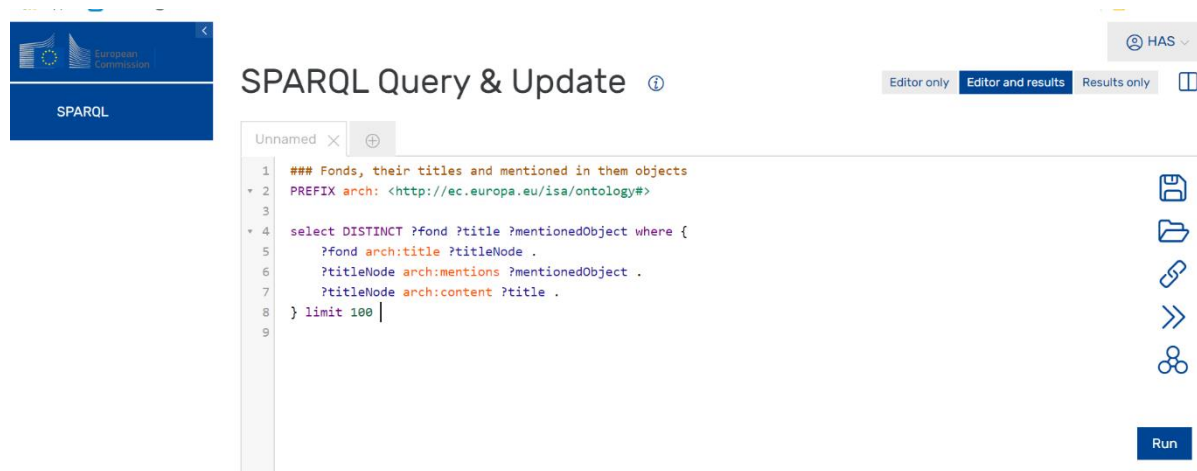 European
Commission
SPARQL
HAS
SPARQL Query & Update
Editor only Editor and results Results only
Unnamed
1 ### Fonds, their titles and mentioned in them objects
2 PREFIX arch: <http://ec.europa.eu/isa/ontology#>
3
4 select DISTINCT ?fond ?title ?mentionedObject where {
5 ?fond arch:title ?titleNode .
6 ?titleNode arch:mentions ?mentionedObject .
7 ?titleNode arch:content ?title .
8 } limit 100
9
Run